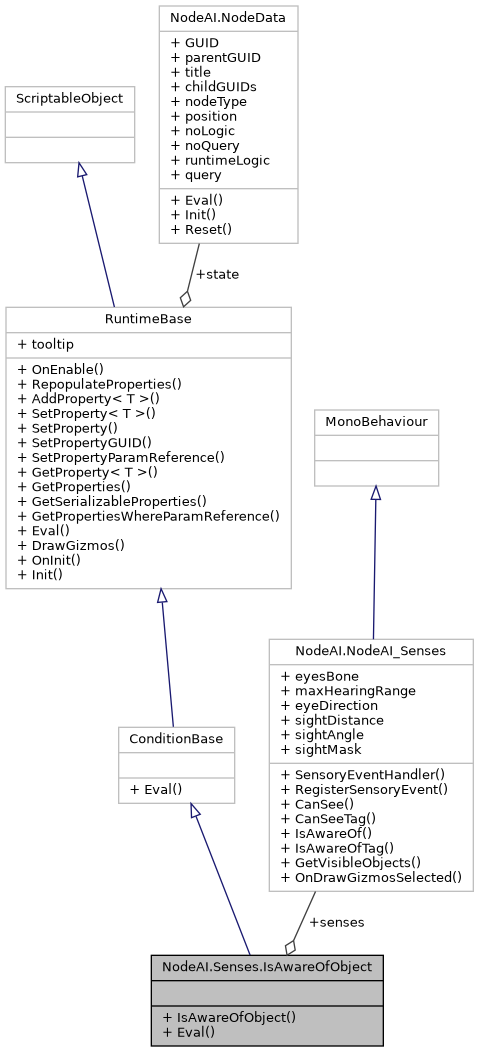 NodeAI.NodeData
+ GUID
+ parentGUID
+ title
+ childGUIDs
+ nodeType
+ position
+ noLogic
+ noQuery
+ runtimeLogic
+ query
+ Eval()
+ Init()
+ Reset()
ScriptableObject
+state
RuntimeBase
+ tooltip
+ OnEnable()
+ RepopulateProperties()
+ AddProperty< T >()
+ SetProperty< T >()
+ SetProperty()
+ SetPropertyGUID()
+ SetPropertyParamReference()
+ GetProperty< T >()
+ GetProperties()
+ GetSerializableProperties()
+ GetPropertiesWhereParamReference()
+ Eval()
+ DrawGizmos()
+ OnInit()
+ Init()
MonoBehaviour
NodeAI.NodeAI_Senses
+ eyesBone
+ maxHearingRange
+ eyeDirection
+ sightDistance
+ sightAngle
+ sightMask
+ SensoryEventHandler()
+ RegisterSensoryEvent()
+ CanSee()
+ CanSeeTag()
+ IsAwareOf()
+ IsAwareOfTag()
+ GetVisibleObjects()
+ OnDrawGizmosSelected()
ConditionBase
+ Eval()
+senses
NodeAI.Senses.IsAwareOfObject
+ IsAwareOfObject()
+ Eval()